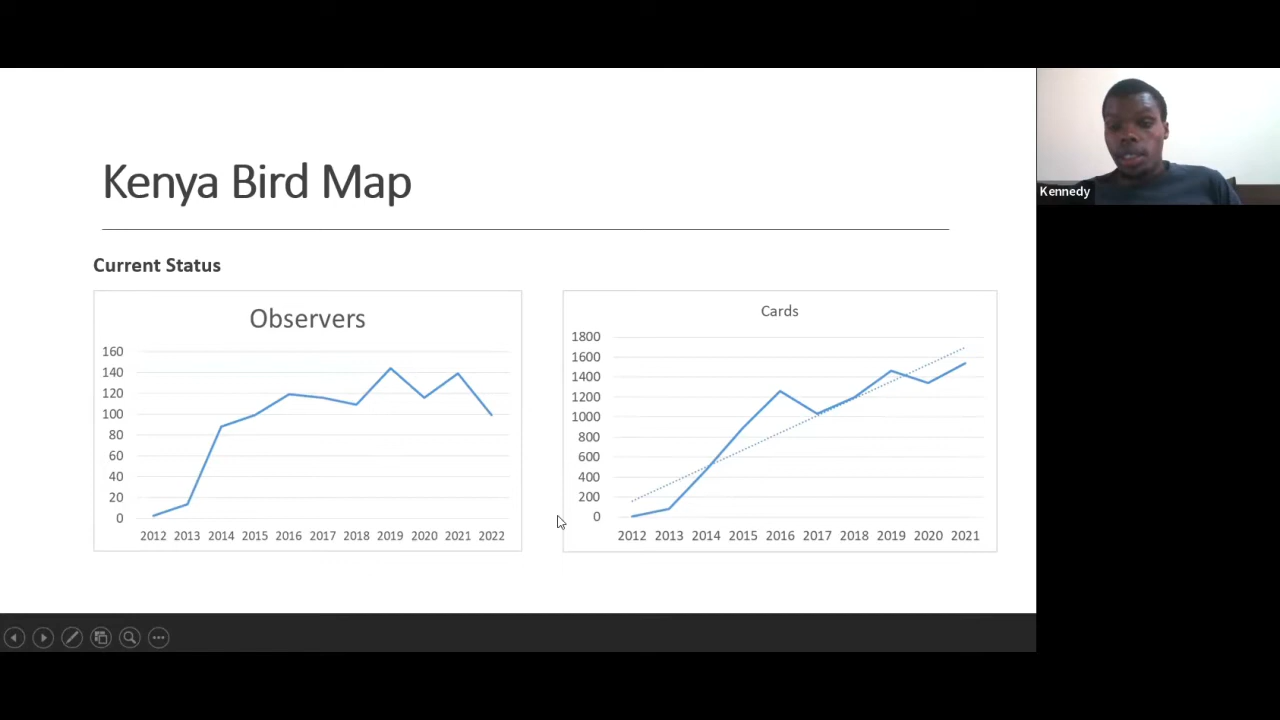 Kenya Bird Map
Kennedy
Current Status
Observers
160
140
120
100
80
60
40
20
0
2012 2013 2014 2015 2016 2017 2018 2019 2020 2021 2022
Cards
1800
1600
1400
1200
1000
800
600
400
200
0
2012 2013 2014 2015 2016 2017 2018 2019 2020 2021